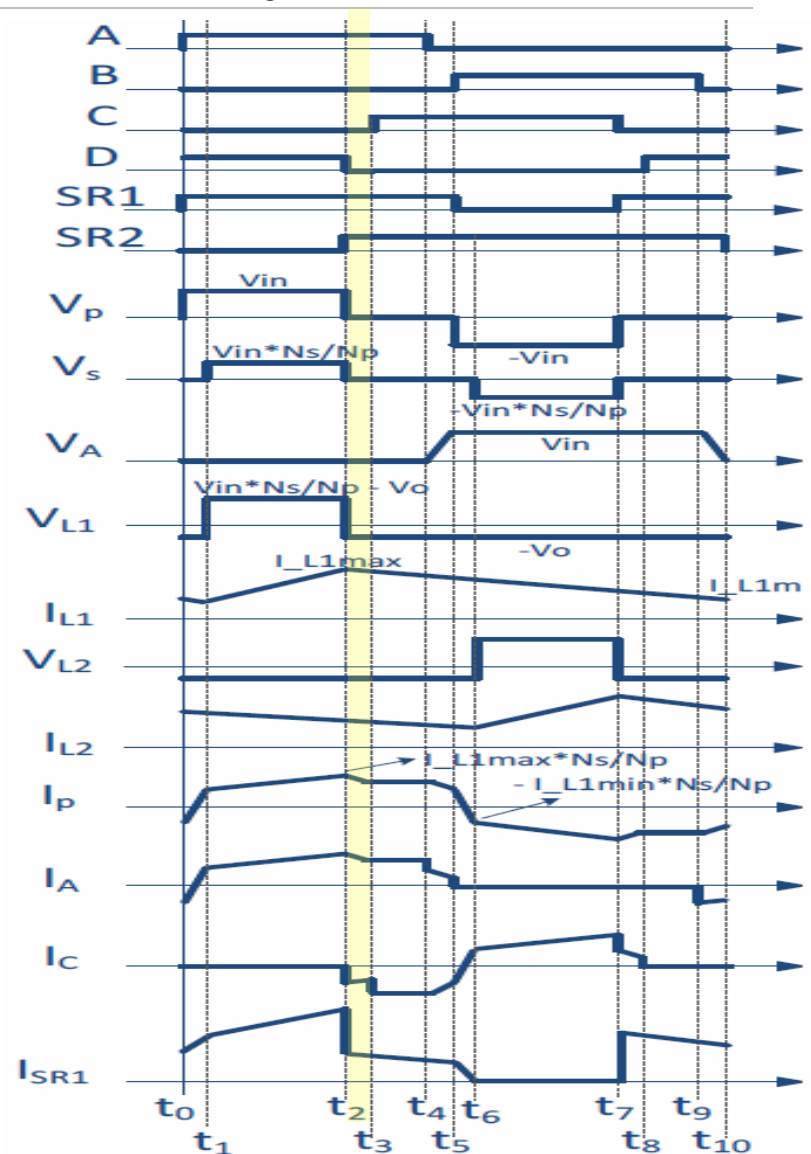 A
B
C
D
SR1
SR2
Vin
Vp
Vin*Ns/Np
-Vin
Vs
-Vin*Ns/Np
VA
Vin
Vin*Ns/Np - Vo
VL1
-Vo
I_L1max
I_L1m
IL1
VL2
IL2
I_L1max*Ns/Np
- I_L1min*Ns/Np
Ip
IA
IC
ISR1
t0 t2 t4 t6 t7 t9
t1 t3 t5 t8 t10